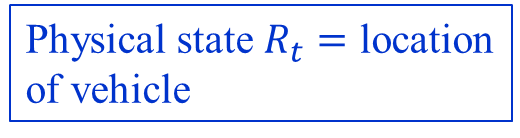 Physical state $R_t$ = location
of vehicle